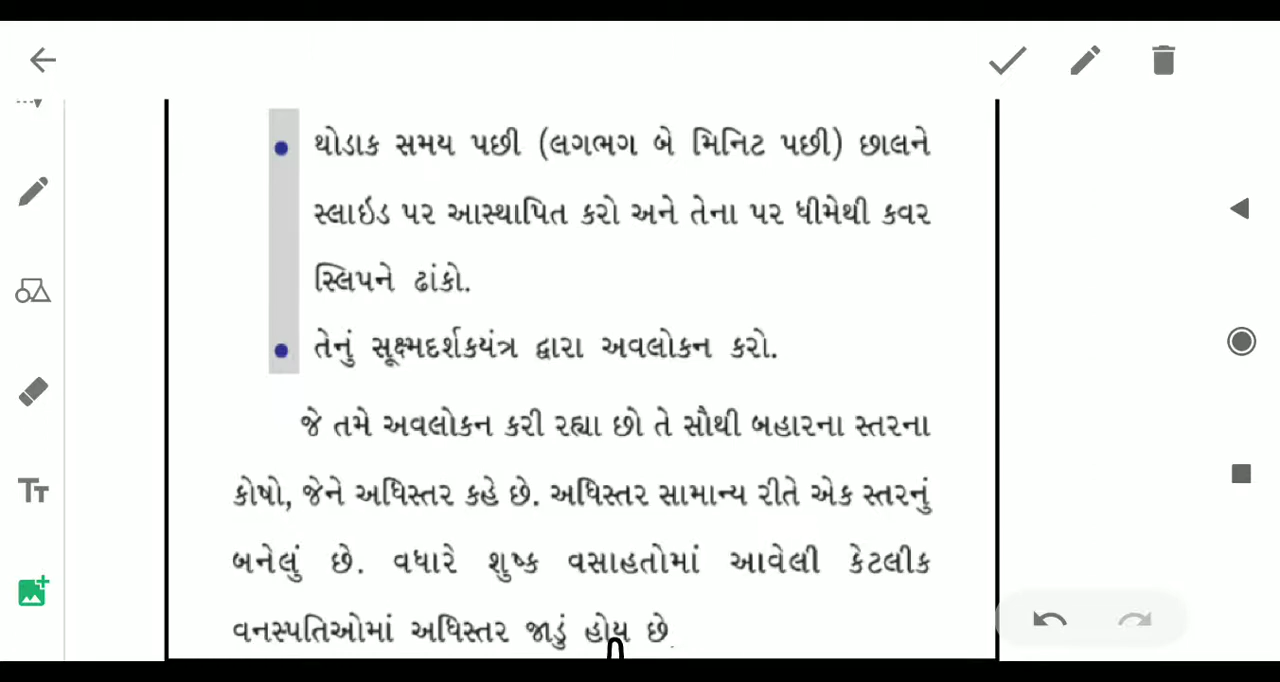 • થોડાક સમય પછી (લગભગ બે મિનિટ પછી) છાલને
સ્લાઇડ પર આસ્થાપિત કરો અને તેના પર ધીમેથી કવર
સ્લિપને ઢાંકો.
• તેનું સૂક્ષ્મદર્શકયંત્ર દ્વારા અવલોકન કરો.
જે તમે અવલોકન કરી રહ્યા છો તે સૌથી બહારના સ્તરના
કોષો, જેને અધિસ્તર કહે છે. અધિસ્તર સામાન્ય રીતે એક સ્તરનું
બનેલું છે. વધારે શુષ્ક વસાહતોમાં આવેલી કેટલીક
વનસ્પતિઓમાં અધિસ્તર જાડું હોય છે
TT